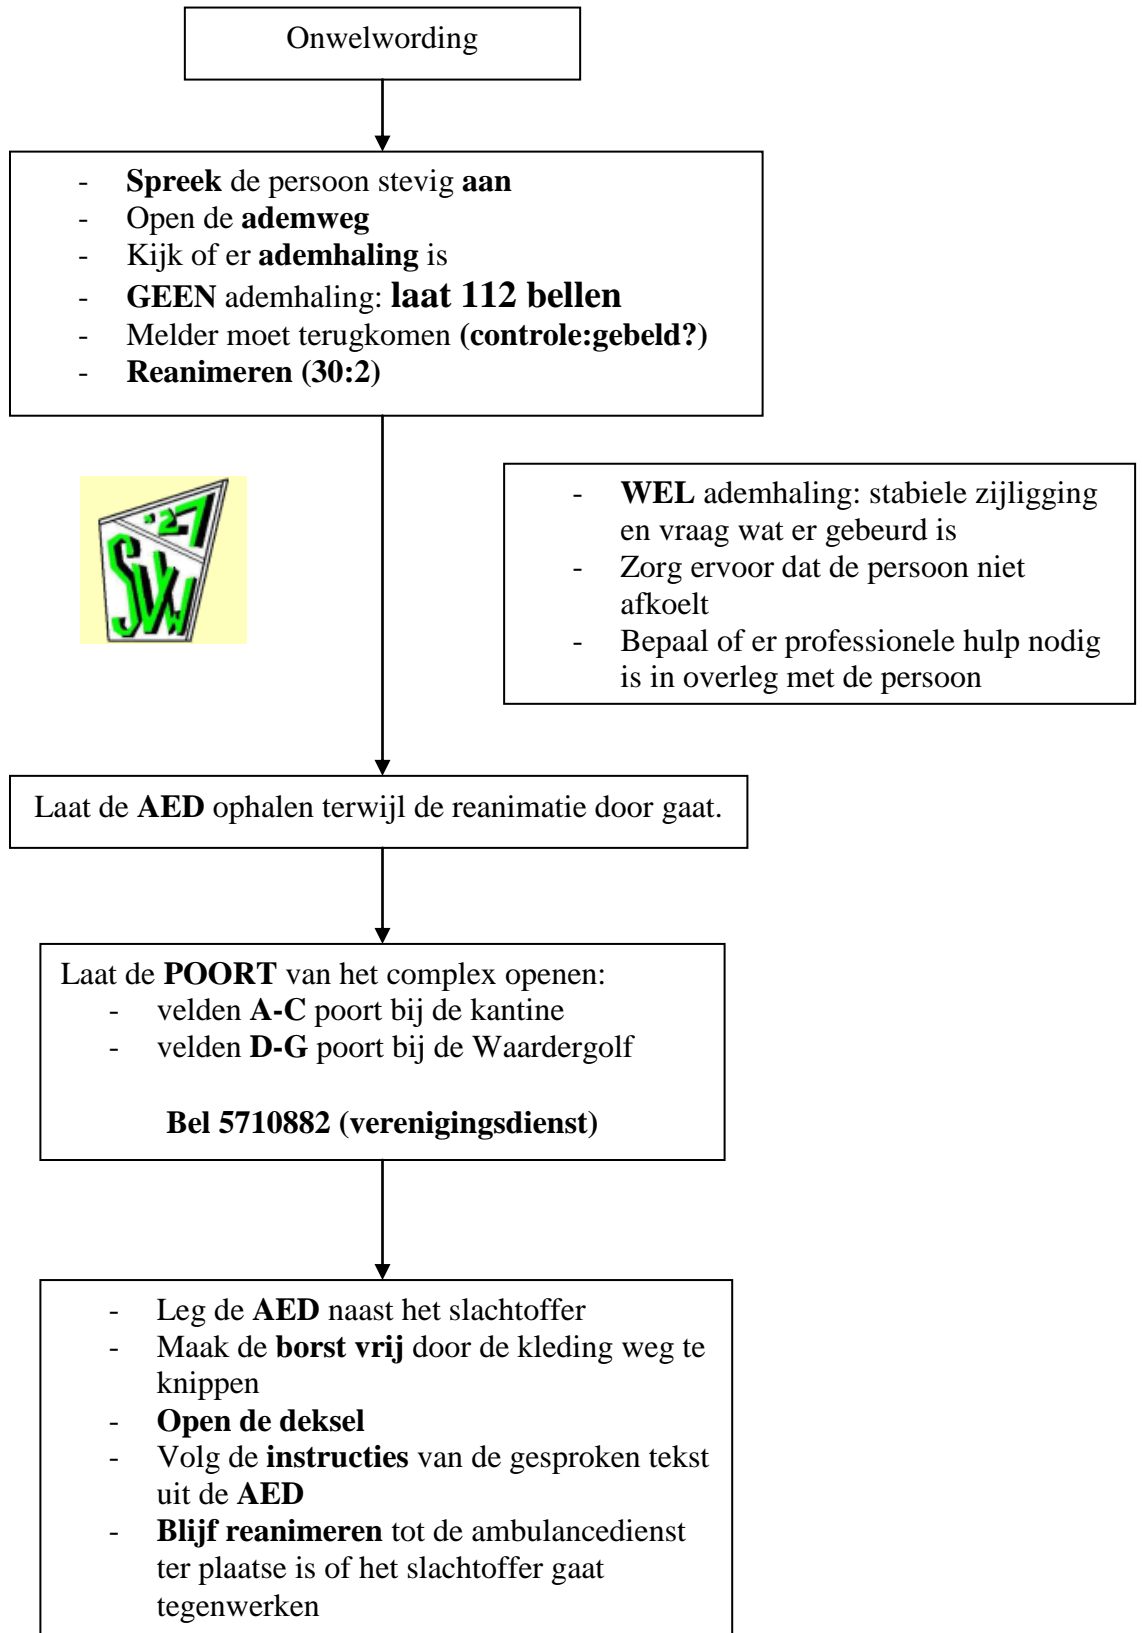 Onwelwording
- Spreek de persoon stevig aan
- Open de ademweg
- Kijk of er ademhaling is
- GEEN ademhaling: laat 112 bellen
- Melder moet terugkomen (controle:gebeld?)
- Reanimeren (30:2)
'27
SVW
- WEL ademhaling: stabiele zijligging
en vraag wat er gebeurd is
- Zorg ervoor dat de persoon niet
afkoelt
- Bepaal of er professionele hulp nodig
is in overleg met de persoon
Laat de AED ophalen terwijl de reanimatie door gaat.
Laat de POORT van het complex openen:
- velden A-C poort bij de kantine
- velden D-G poort bij de Waardergolf
Bel 5710882 (verenigingsdienst)
- Leg de AED naast het slachtoffer
- Maak de borst vrij door de kleding weg te
knippen
- Open de deksel
- Volg de instructies van de gesproken tekst
uit de AED
- Blijf reanimeren tot de ambulancedienst
ter plaatse is of het slachtoffer gaat
tegenwerken